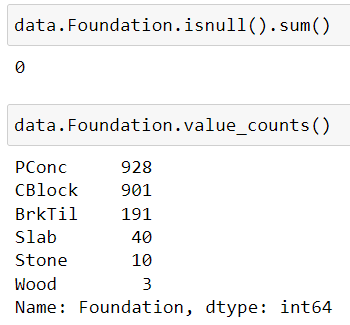 data.Foundation.isnull().sum()
0
data.Foundation.value_counts()
PConc     928
CBlock    901
BrkTil    191
Slab       40
Stone      10
Wood        3
Name: Foundation, dtype: int64